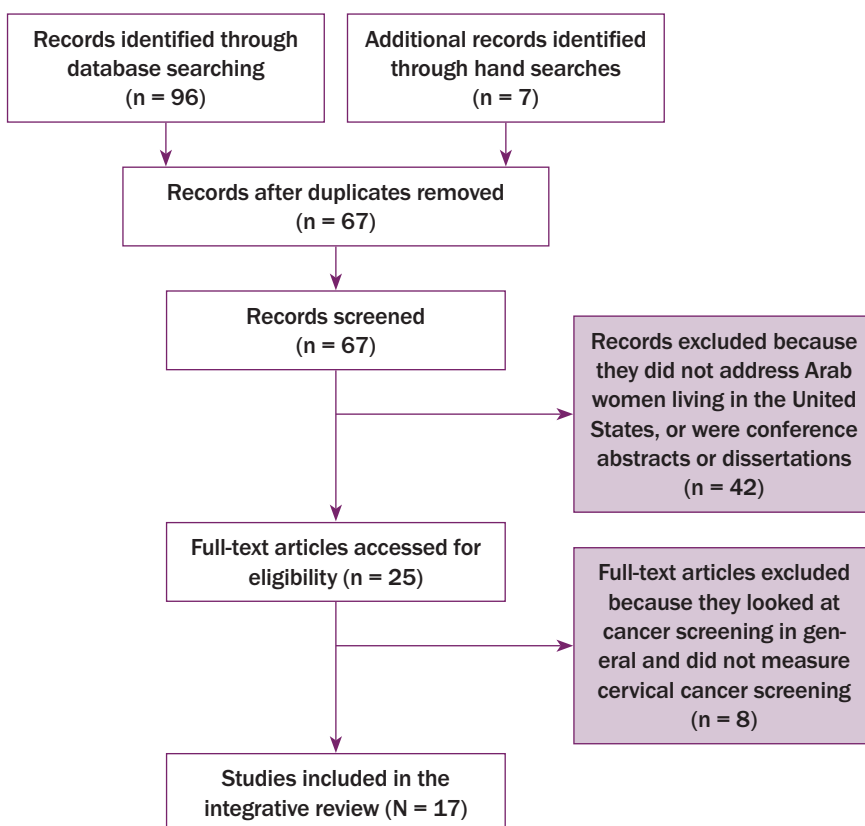 Records identified through
database searching
(n = 96)
Additional records identified
through hand searches
(n = 7)
Records after duplicates removed
(n = 67)
Records screened
(n = 67)
Records excluded because
they did not address Arab
women living in the United
States, or were conference
abstracts or dissertations
(n = 42)
Full-text articles accessed for
eligibility (n = 25)
Full-text articles excluded
because they looked at
cancer screening in gen-
eral and did not measure
cervical cancer screening
(n = 8)
Studies included in the
integrative review (N = 17)